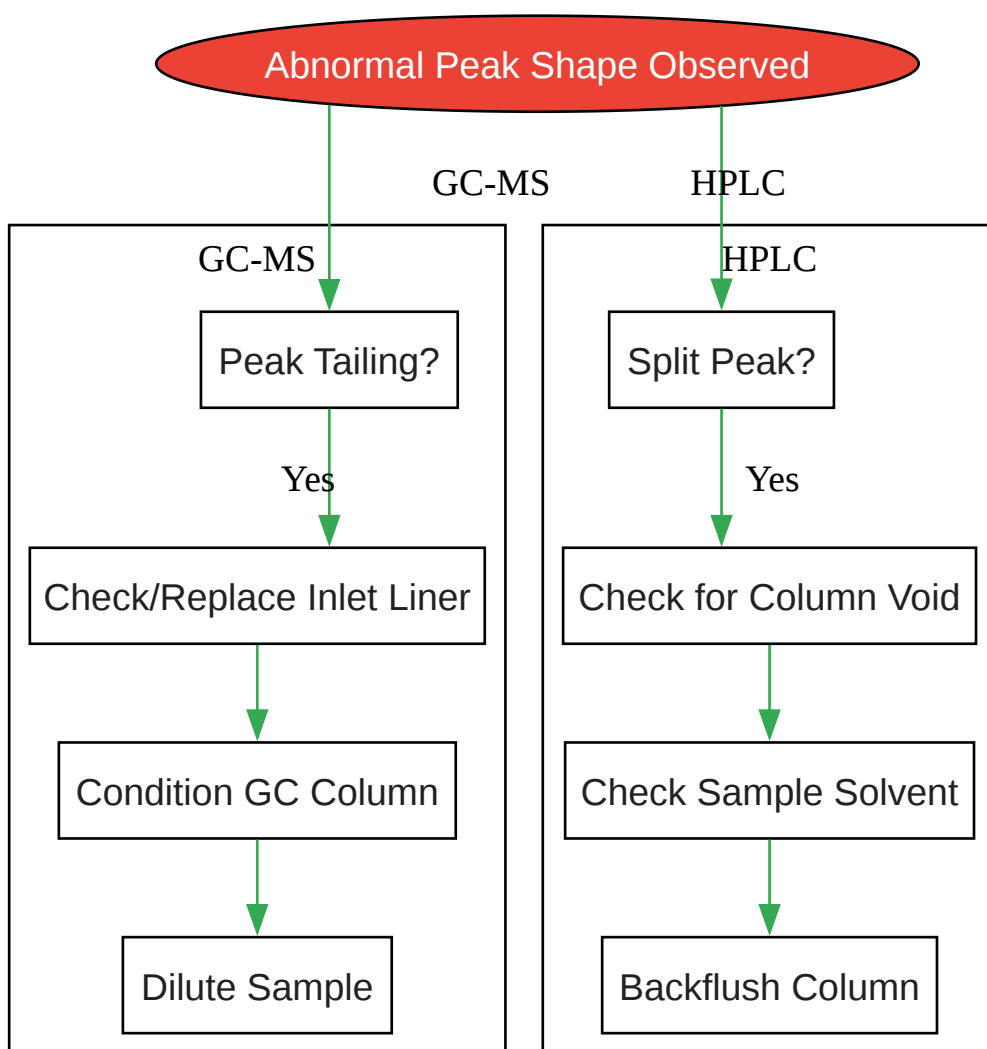 Abnormal Peak Shape Observed
GC-MS
HPLC
GC-MS
HPLC
Peak Tailing?
Split Peak?
Yes
Yes
Check/Replace Inlet Liner
Check for Column Void
Condition GC Column
Check Sample Solvent
Dilute Sample
Backflush Column